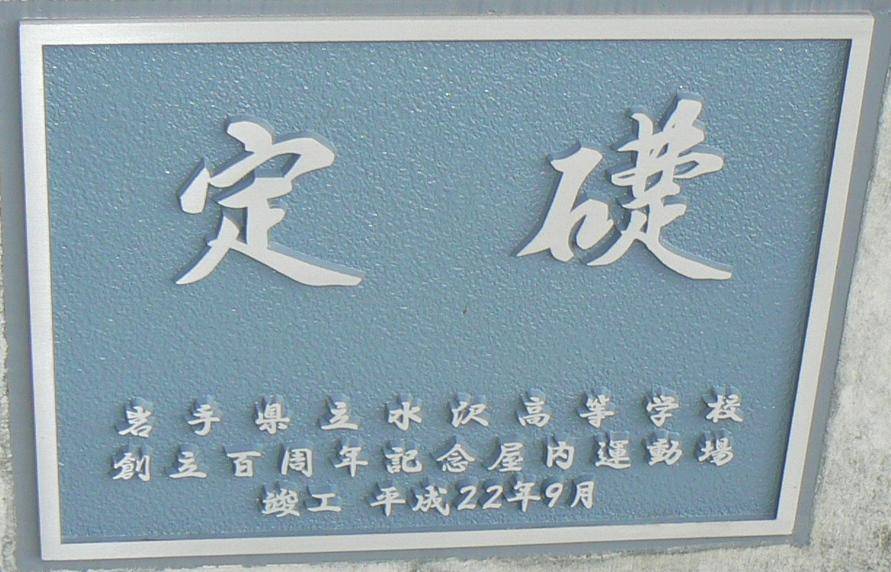 定礎
岩手県立水沢高等学校
創立百周年記念屋内運動場
竣工 平成22年9月